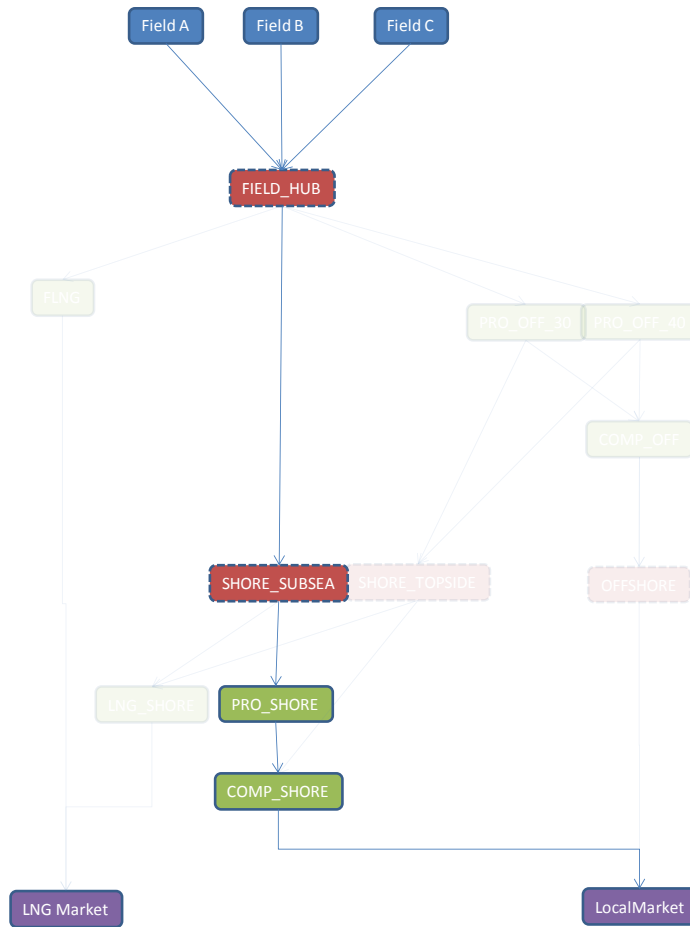 Field A
Field B
Field C
FIELD_HUB
FLNG
PRO_OFF_30
PRO_OFF_40
COMP_OFF
SHORE_SUBSEA
SHORE_TOPSIDE
OFFSHORE
LNG_SHORE
PRO_SHORE
COMP_SHORE
LNG Market
LocalMarket